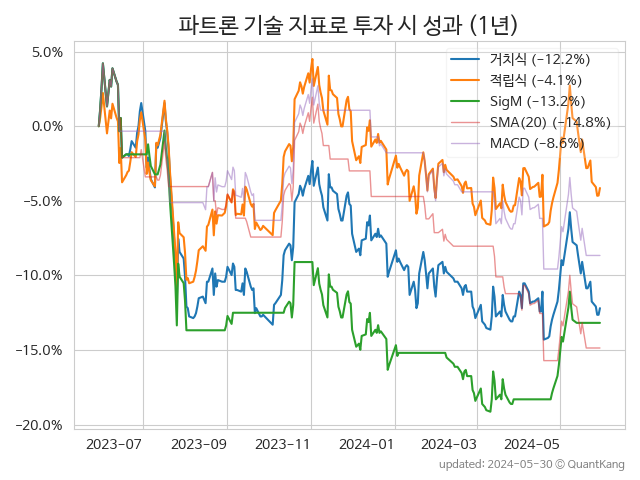 파트론 기술 지표로 투자 시 성과 (1년)
5.0%
0.0%
−5.0%
−10.0%
−15.0%
−20.0%
거치식 (−12.2%)
적립식 (−4.1%)
SigM (−13.2%)
SMA(20) (−14.8%)
MACD (−8.6%)
2023-07
2023-09
2023-11
2024-01
2024-03
2024-05
updated: 2024-05-30 © QuantKang